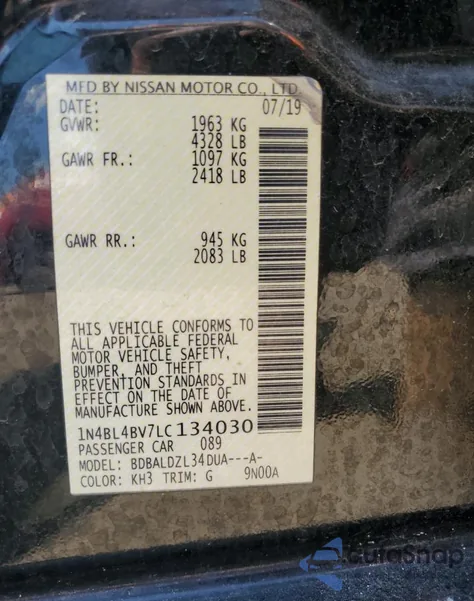 MFD BY NISSAN MOTOR CO., LTD.
DATE: 07/19
GVWR: 1963 KG
4328 LB
GAWR FR.: 1097 KG
2418 LB
GAWR RR.: 945 KG
2083 LB
THIS VEHICLE CONFORMS TO
ALL APPLICABLE FEDERAL
MOTOR VEHICLE SAFETY,
BUMPER, AND THEFT
PREVENTION STANDARDS IN
EFFECT ON THE DATE OF
MANUFACTURE SHOWN ABOVE.
1N4BL4BV7LC134030
PASSENGER CAR 089
MODEL: BDBALDZL34DUA---A-
COLOR: KH3 TRIM: G 9N00A